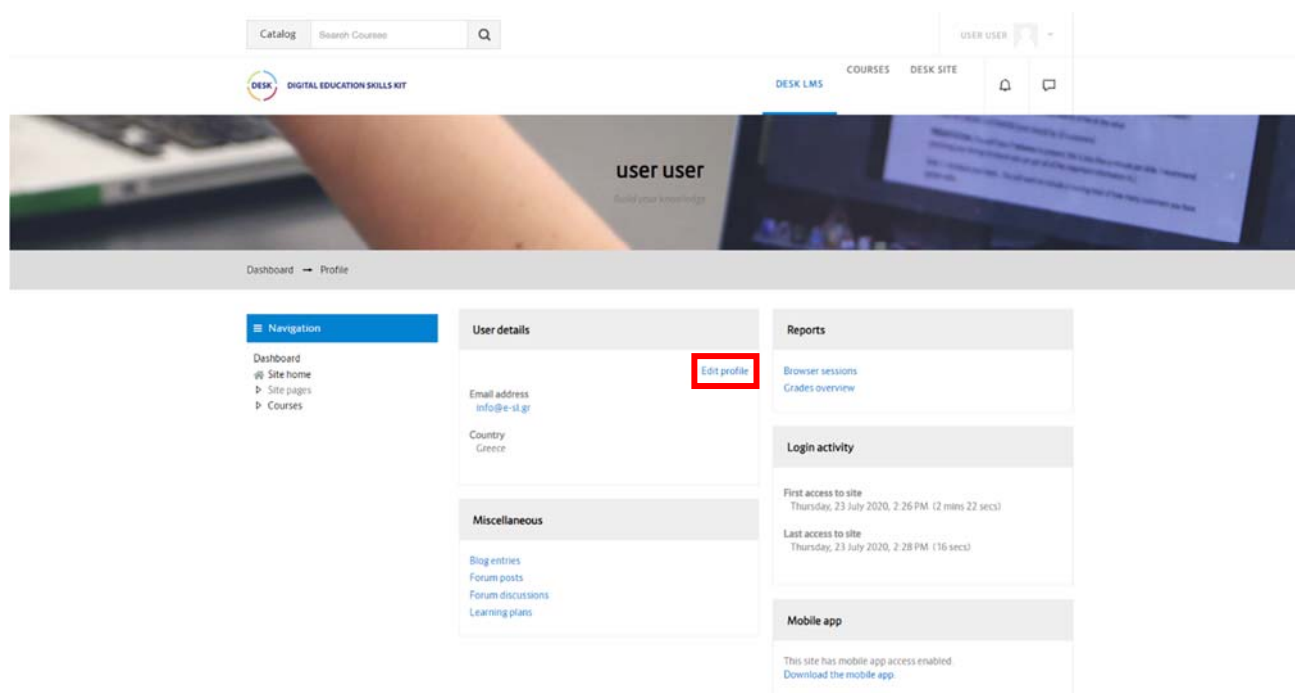 Catalog
Search Courses
USER USER
DESK
DIGITAL EDUCATION SKILLS KIT
DESK LMS
COURSES
DESK SITE
user user
Build your knowledge
Dashboard → Profile
Navigation
Dashboard
Site home
Site pages
Courses
User details
Edit profile
Email address
info@e-sl.gr
Country
Greece
Miscellaneous
Blog entries
Forum posts
Forum discussions
Learning plans
Reports
Browser sessions
Grades overview
Login activity
First access to site
Thursday, 23 July 2020, 2:26 PM (2 mins 22 secs)
Last access to site
Thursday, 23 July 2020, 2:28 PM (16 secs)
Mobile app
This site has mobile app access enabled.
Download the mobile app